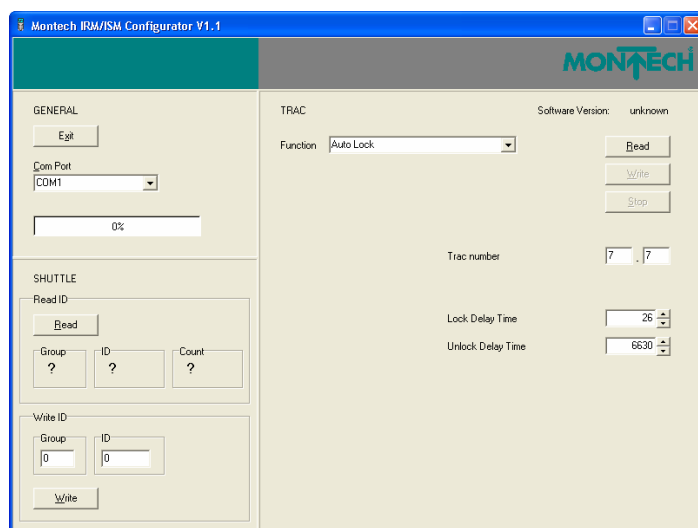 Montech IRM/ISM Configurator V1.1
MONTECH
GENERAL
Exit
Com Port
COM1
0%
SHUTTLE
Read ID
Read
Group ID Count
? ? ?
Write ID
Group ID
0 0
Write
TRAC Software Version: unknown
Function Auto Lock Read
Write
Stop
Trac number 7 . 7
Lock Delay Time 26
Unlock Delay Time 6630